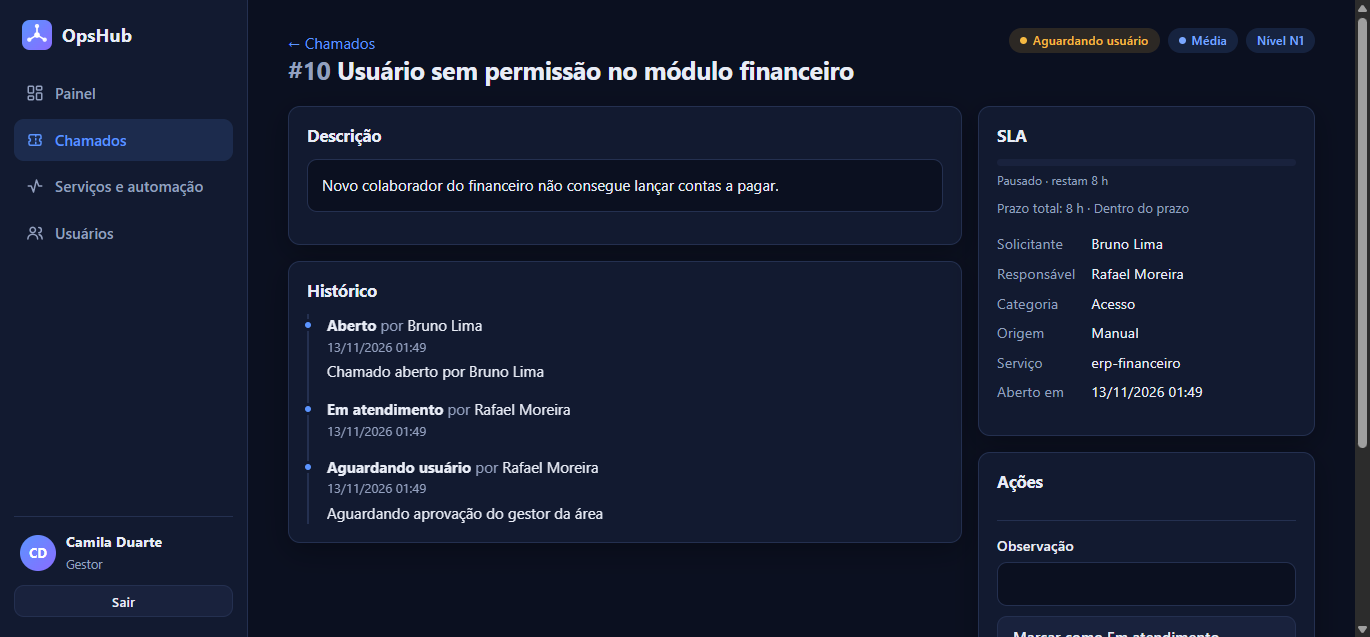 OpsHub
Painel
Chamados
Serviços e automação
Usuários
CD
Camila Duarte
Gestor
Sair
← Chamados
#10 Usuário sem permissão no módulo financeiro
Aguardando usuário
Média
Nível N1
Descrição
Novo colaborador do financeiro não consegue lançar contas a pagar.
Histórico
Aberto por Bruno Lima
13/11/2026 01:49
Chamado aberto por Bruno Lima
Em atendimento por Rafael Moreira
13/11/2026 01:49
Aguardando usuário por Rafael Moreira
13/11/2026 01:49
Aguardando aprovação do gestor da área
SLA
Pausado · restam 8 h
Prazo total: 8 h · Dentro do prazo
Solicitante Bruno Lima
Responsável Rafael Moreira
Categoria Acesso
Origem Manual
Serviço erp-financeiro
Aberto em 13/11/2026 01:49
Ações
Observação
Marcar como Em atendimento